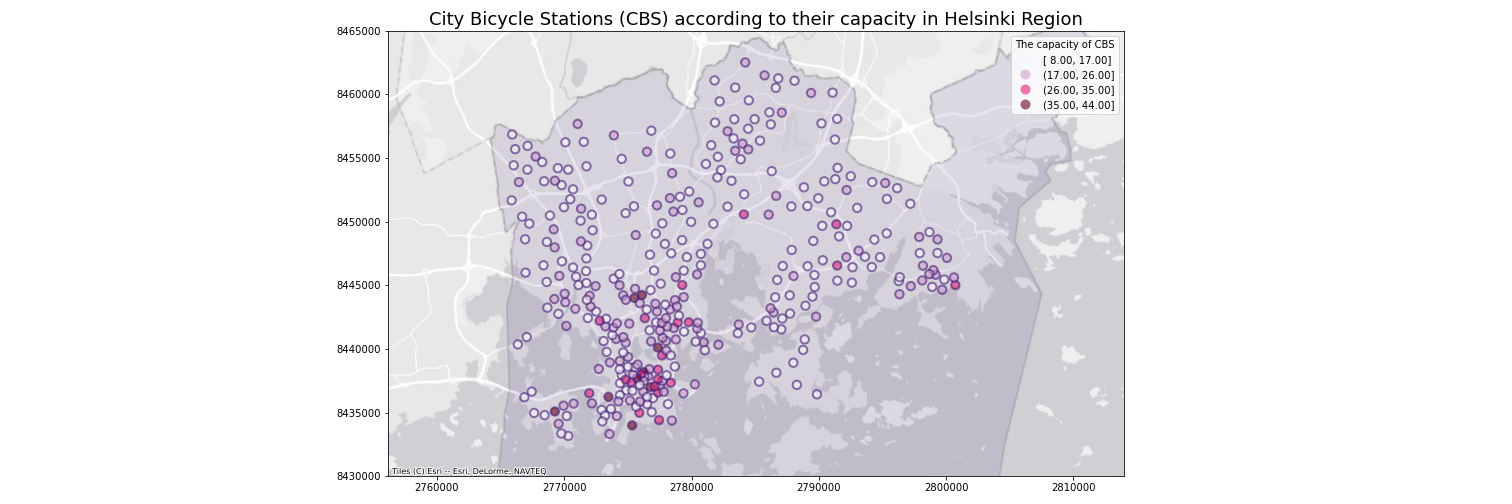 City Bicycle Stations (CBS) according to their capacity in Helsinki Region
8465000
8460000
8455000
8450000
8445000
8440000
8435000
8430000
The capacity of CBS
[ 8.00, 17.00]
(17.00, 26.00]
(26.00, 35.00]
(35.00, 44.00]
Tiles (C) Esri -- Esri, DeLorme, NAVTEQ
2760000 2770000 2780000 2790000 2800000 2810000